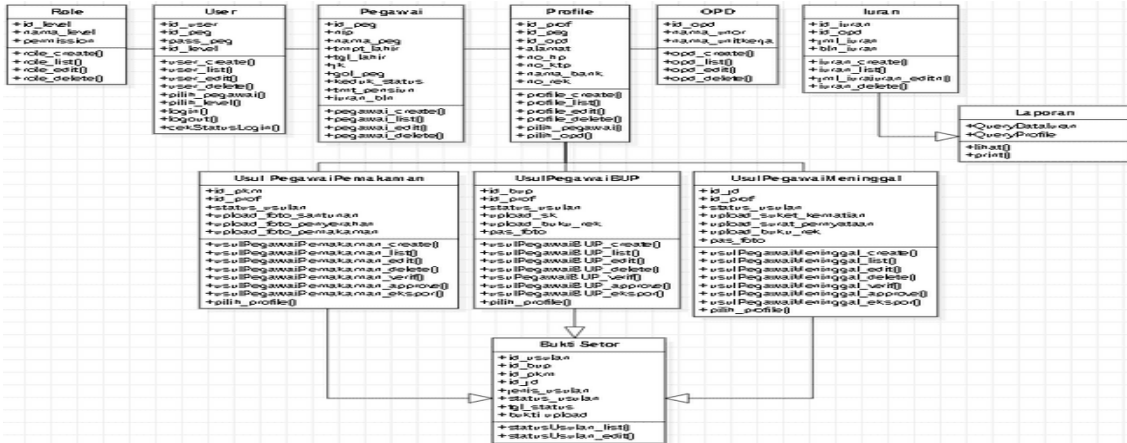 Role
+id_level
+nama_level
+permission
+role_create()
+role_list()
+role_edit()
+role_delete()
User
+id_user
+id_peg
+pass_peg
+id_level
+user_create()
+user_list()
+user_edit()
+user_delete()
+pilih_pegawai()
+pilih_level()
+login()
+logout()
+cekStatusLogin()
Pegawai
+id_peg
+nip
+nama_peg
+tmpt_lahir
+tgl_lahir
+jk
+gol_peg
+keduk_status
+tmt_pensiun
+iuran_bln
+pegawai_create()
+pegawai_list()
+pegawai_edit()
+pegawai_delete()
Profile
+id_prof
+id_peg
+id_opd
+alamat
+no_hp
+no_ktp
+nama_bank
+no_rek
+profile_create()
+profile_list()
+profile_edit()
+profile_delete()
+pilih_pegawai()
+pilih_opd()
OPD
+id_opd
+nama_unor
+nama_unitkerja
+opd_create()
+opd_list()
+opd_edit()
+opd_delete()
Iuran
+id_iuran
+id_opd
+jml_iuran
+bln_iuran
+iuran_create()
+iuran_list()
+iuran_delete()
Laporan
+QueryDataIuran
+QueryProfile
+lihat()
+print()
Usul PegawaiPemakaman
+id_pkm
+id_prof
+status_usulan
+upload_foto_santunan
+upload_foto_penyerahan
+upload_foto_pemakaman
+usulPegawaiPemakaman_create()
+usulPegawaiPemakaman_list()
+usulPegawaiPemakaman_edit()
+usulPegawaiPemakaman_delete()
+usulPegawaiPemakaman_verif()
+usulPegawaiPemakaman_approve()
+usulPegawaiPemakaman_ekspor()
+pilih_profile()
UsulPegawaiBUP
+id_bup
+id_prof
+status_usulan
+upload_sk
+upload_buku_rek
+pas_foto
+usulPegawaiBUP_create()
+usulPegawaiBUP_list()
+usulPegawaiBUP_edit()
+usulPegawaiBUP_delete()
+usuPegawaiBUP_verif()
+usulPegawaiBUP_approve()
+usulPegawaiBUP_ekspor()
+pilih_profile()
UsulPegawaiMeninggal
+id_jd
+id_prof
+status_usulan
+upload_suket_kematian
+upload_surat_pernyataan
+upload_buku_rek
+pas_foto
+usulPegawaiMeninggal_create()
+usulPegawaiMeninggal_list()
+usulPegawaiMeninggal_edit()
+usulPegawaiMeninggal_delete()
+usulPegawaiMeninggal_verif()
+usulPegawaiMeninggal_approve()
+usulPegawaiMeninggal_ekspor()
+pilih_profile()
Bukti Setor
+id_usulan
+id_bup
+id_pkm
+id_jd
+jenis_usulan
+status_usulan
+tgl_status
+bukti upload
+statusUsulan_list()
+statusUsulan_edit()